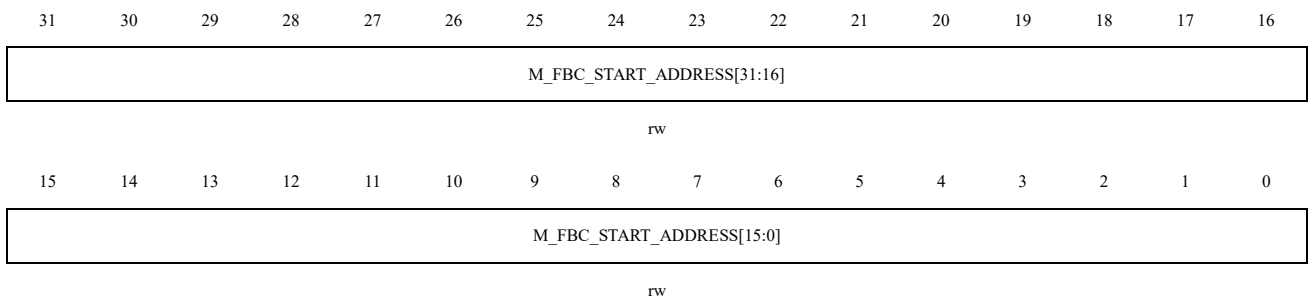 31 30 29 28 27 26 25 24 23 22 21 20 19 18 17 16
M_FBC_START_ADDRESS[31:16]
rw
15 14 13 12 11 10 9 8 7 6 5 4 3 2 1 0
M_FBC_START_ADDRESS[15:0]
rw